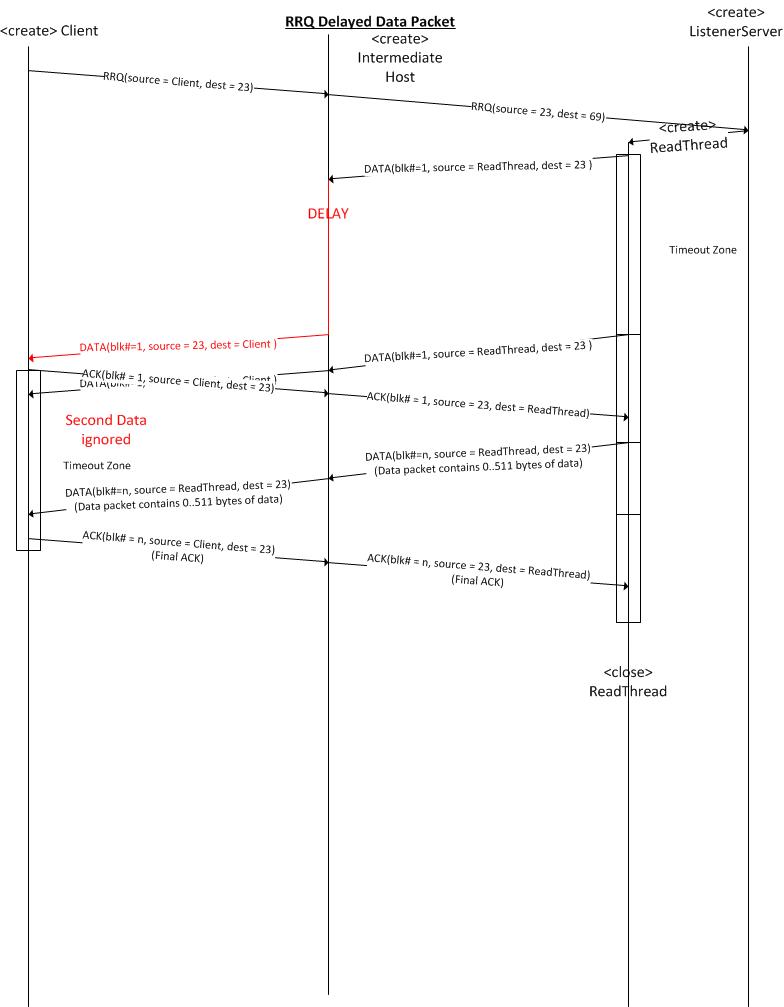 RRQ Delayed Data Packet
<create> Client
<create>
Intermediate
Host
<create>
ListenerServer
RRQ(source = Client, dest = 23)
RRQ(source = 23, dest = 69)
<create>
ReadThread
DATA(blk#=1, source = ReadThread, dest = 23 )
DELAY
Timeout Zone
DATA(blk#=1, source = 23, dest = Client )
DATA(blk#=1, source = ReadThread, dest = 23 )
ACK(blk# = 1, source = Client, dest = 23)
ACK(blk# = 1, source = 23, dest = ReadThread)
Second Data
ignored
Timeout Zone
DATA(blk#=n, source = ReadThread, dest = 23)
(Data packet contains 0..511 bytes of data)
DATA(blk#=n, source = ReadThread, dest = 23)
(Data packet contains 0..511 bytes of data)
ACK(blk# = n, source = Client, dest = 23)
(Final ACK)
ACK(blk# = n, source = 23, dest = ReadThread)
(Final ACK)
<close>
ReadThread